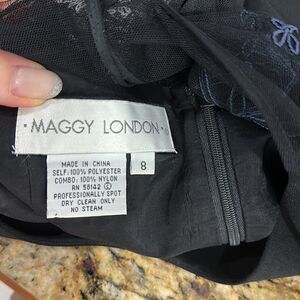 · MAGGY LONDON ·
MADE IN CHINA
SELF: 100% POLYESTER
COMBO: 100% NYLON
RN 58142 Ⓒ
PROFESSIONALLY SPOT
DRY CLEAN ONLY
NO STEAM
8